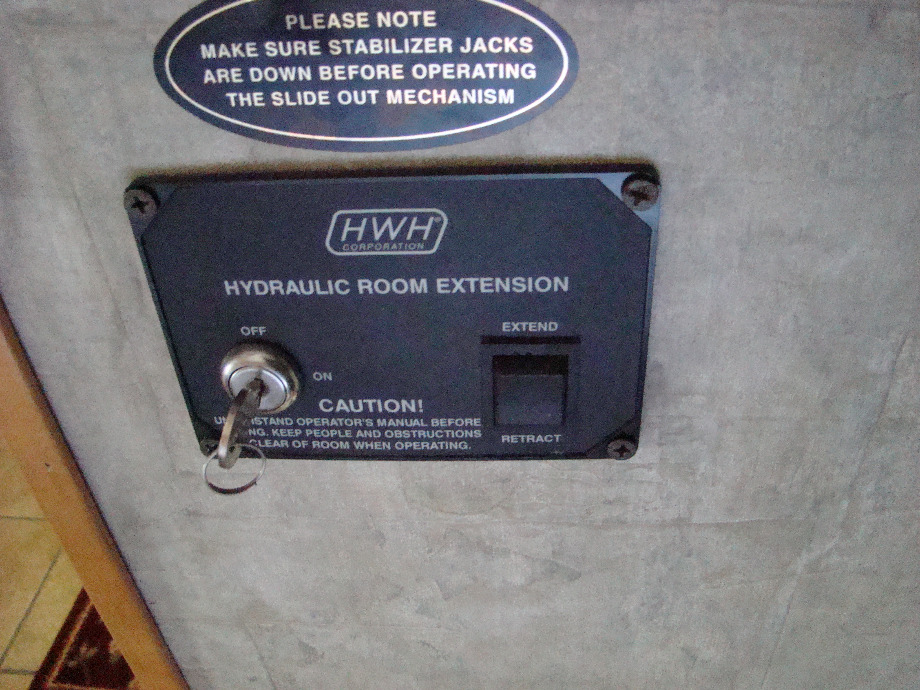 PLEASE NOTE
MAKE SURE STABILIZER JACKS
ARE DOWN BEFORE OPERATING
THE SLIDE OUT MECHANISM
HWH®
CORPORATION
HYDRAULIC ROOM EXTENSION
OFF
ON
EXTEND
RETRACT
CAUTION!
OPERATOR'S MANUAL BEFORE
KEEP PEOPLE AND OBSTRUCTIONS
CLEAR OF ROOM WHEN OPERATING.